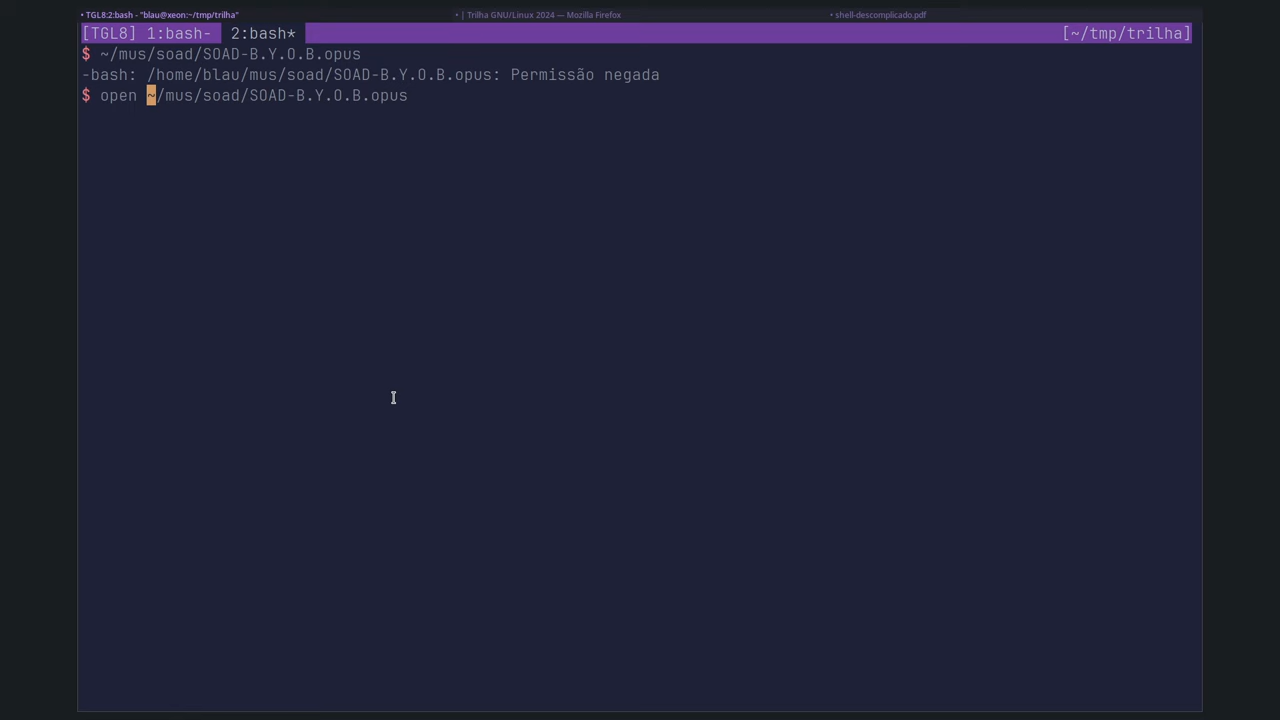 • TGL8:2:bash - "blau@xeon:~/tmp/trilha"
• | Trilha GNU/Linux 2024 — Mozilla Firefox
• shell-descomplicado.pdf
[TGL8] 1:bash- 2:bash* [~/tmp/trilha]
$ ~/mus/soad/SOAD-B.Y.O.B.opus
-bash: /home/blau/mus/soad/SOAD-B.Y.O.B.opus: Permissão negada
$ open ~/mus/soad/SOAD-B.Y.O.B.opus